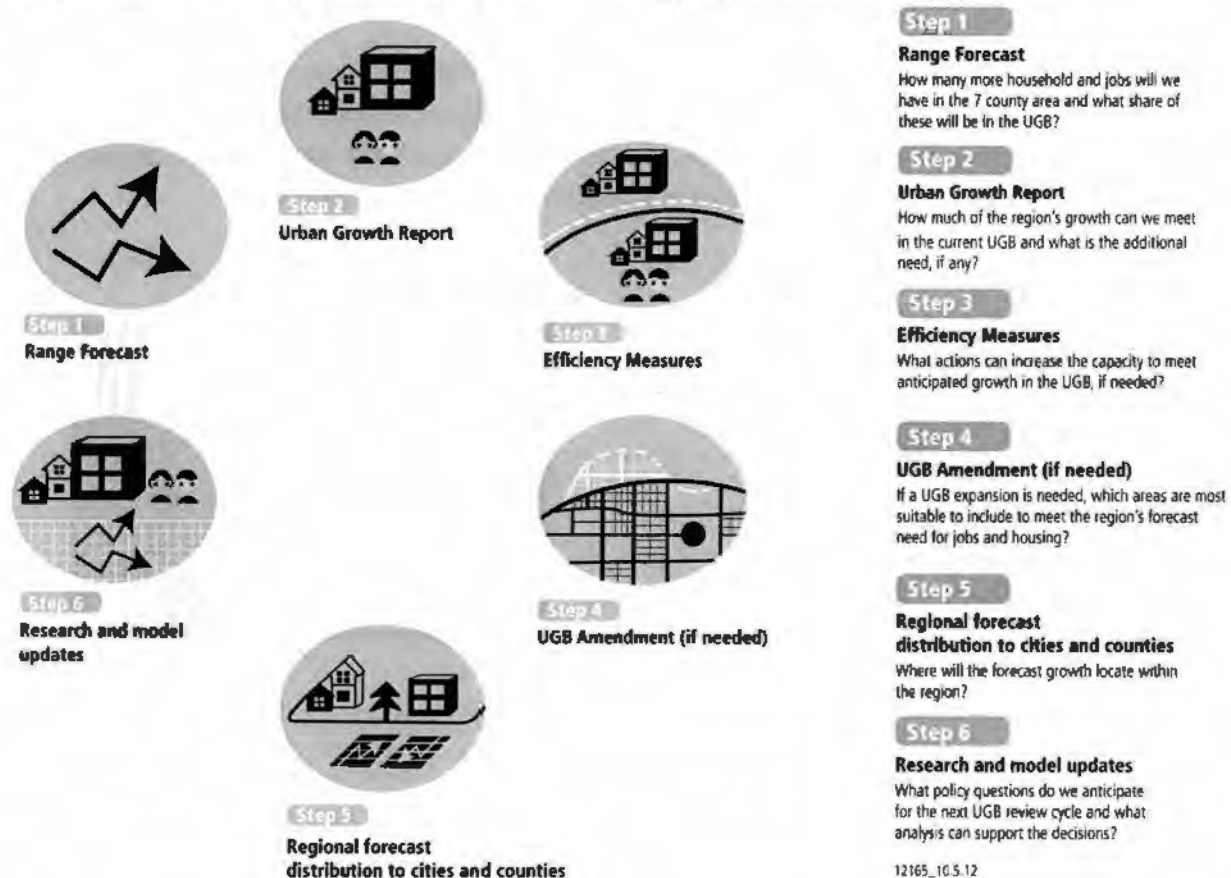 Step 1
Range Forecast
Step 2
Urban Growth Report
Step 3
Efficiency Measures
Step 4
UGB Amendment (if needed)
Step 5
Regional forecast
distribution to cities and counties
Step 6
Research and model
updates
Step 1
Range Forecast
How many more household and jobs will we
have in the 7 county area and what share of
these will be in the UGB?
Step 2
Urban Growth Report
How much of the region's growth can we meet
in the current UGB and what is the additional
need, if any?
Step 3
Efficiency Measures
What actions can increase the capacity to meet
anticipated growth in the UGB, if needed?
Step 4
UGB Amendment (if needed)
If a UGB expansion is needed, which areas are most
suitable to include to meet the region's forecast
need for jobs and housing?
Step 5
Regional forecast
distribution to cities and counties
Where will the forecast growth locate within
the region?
Step 6
Research and model updates
What policy questions do we anticipate
for the next UGB review cycle and what
analysis can support the decisions?
12165_10.5.12